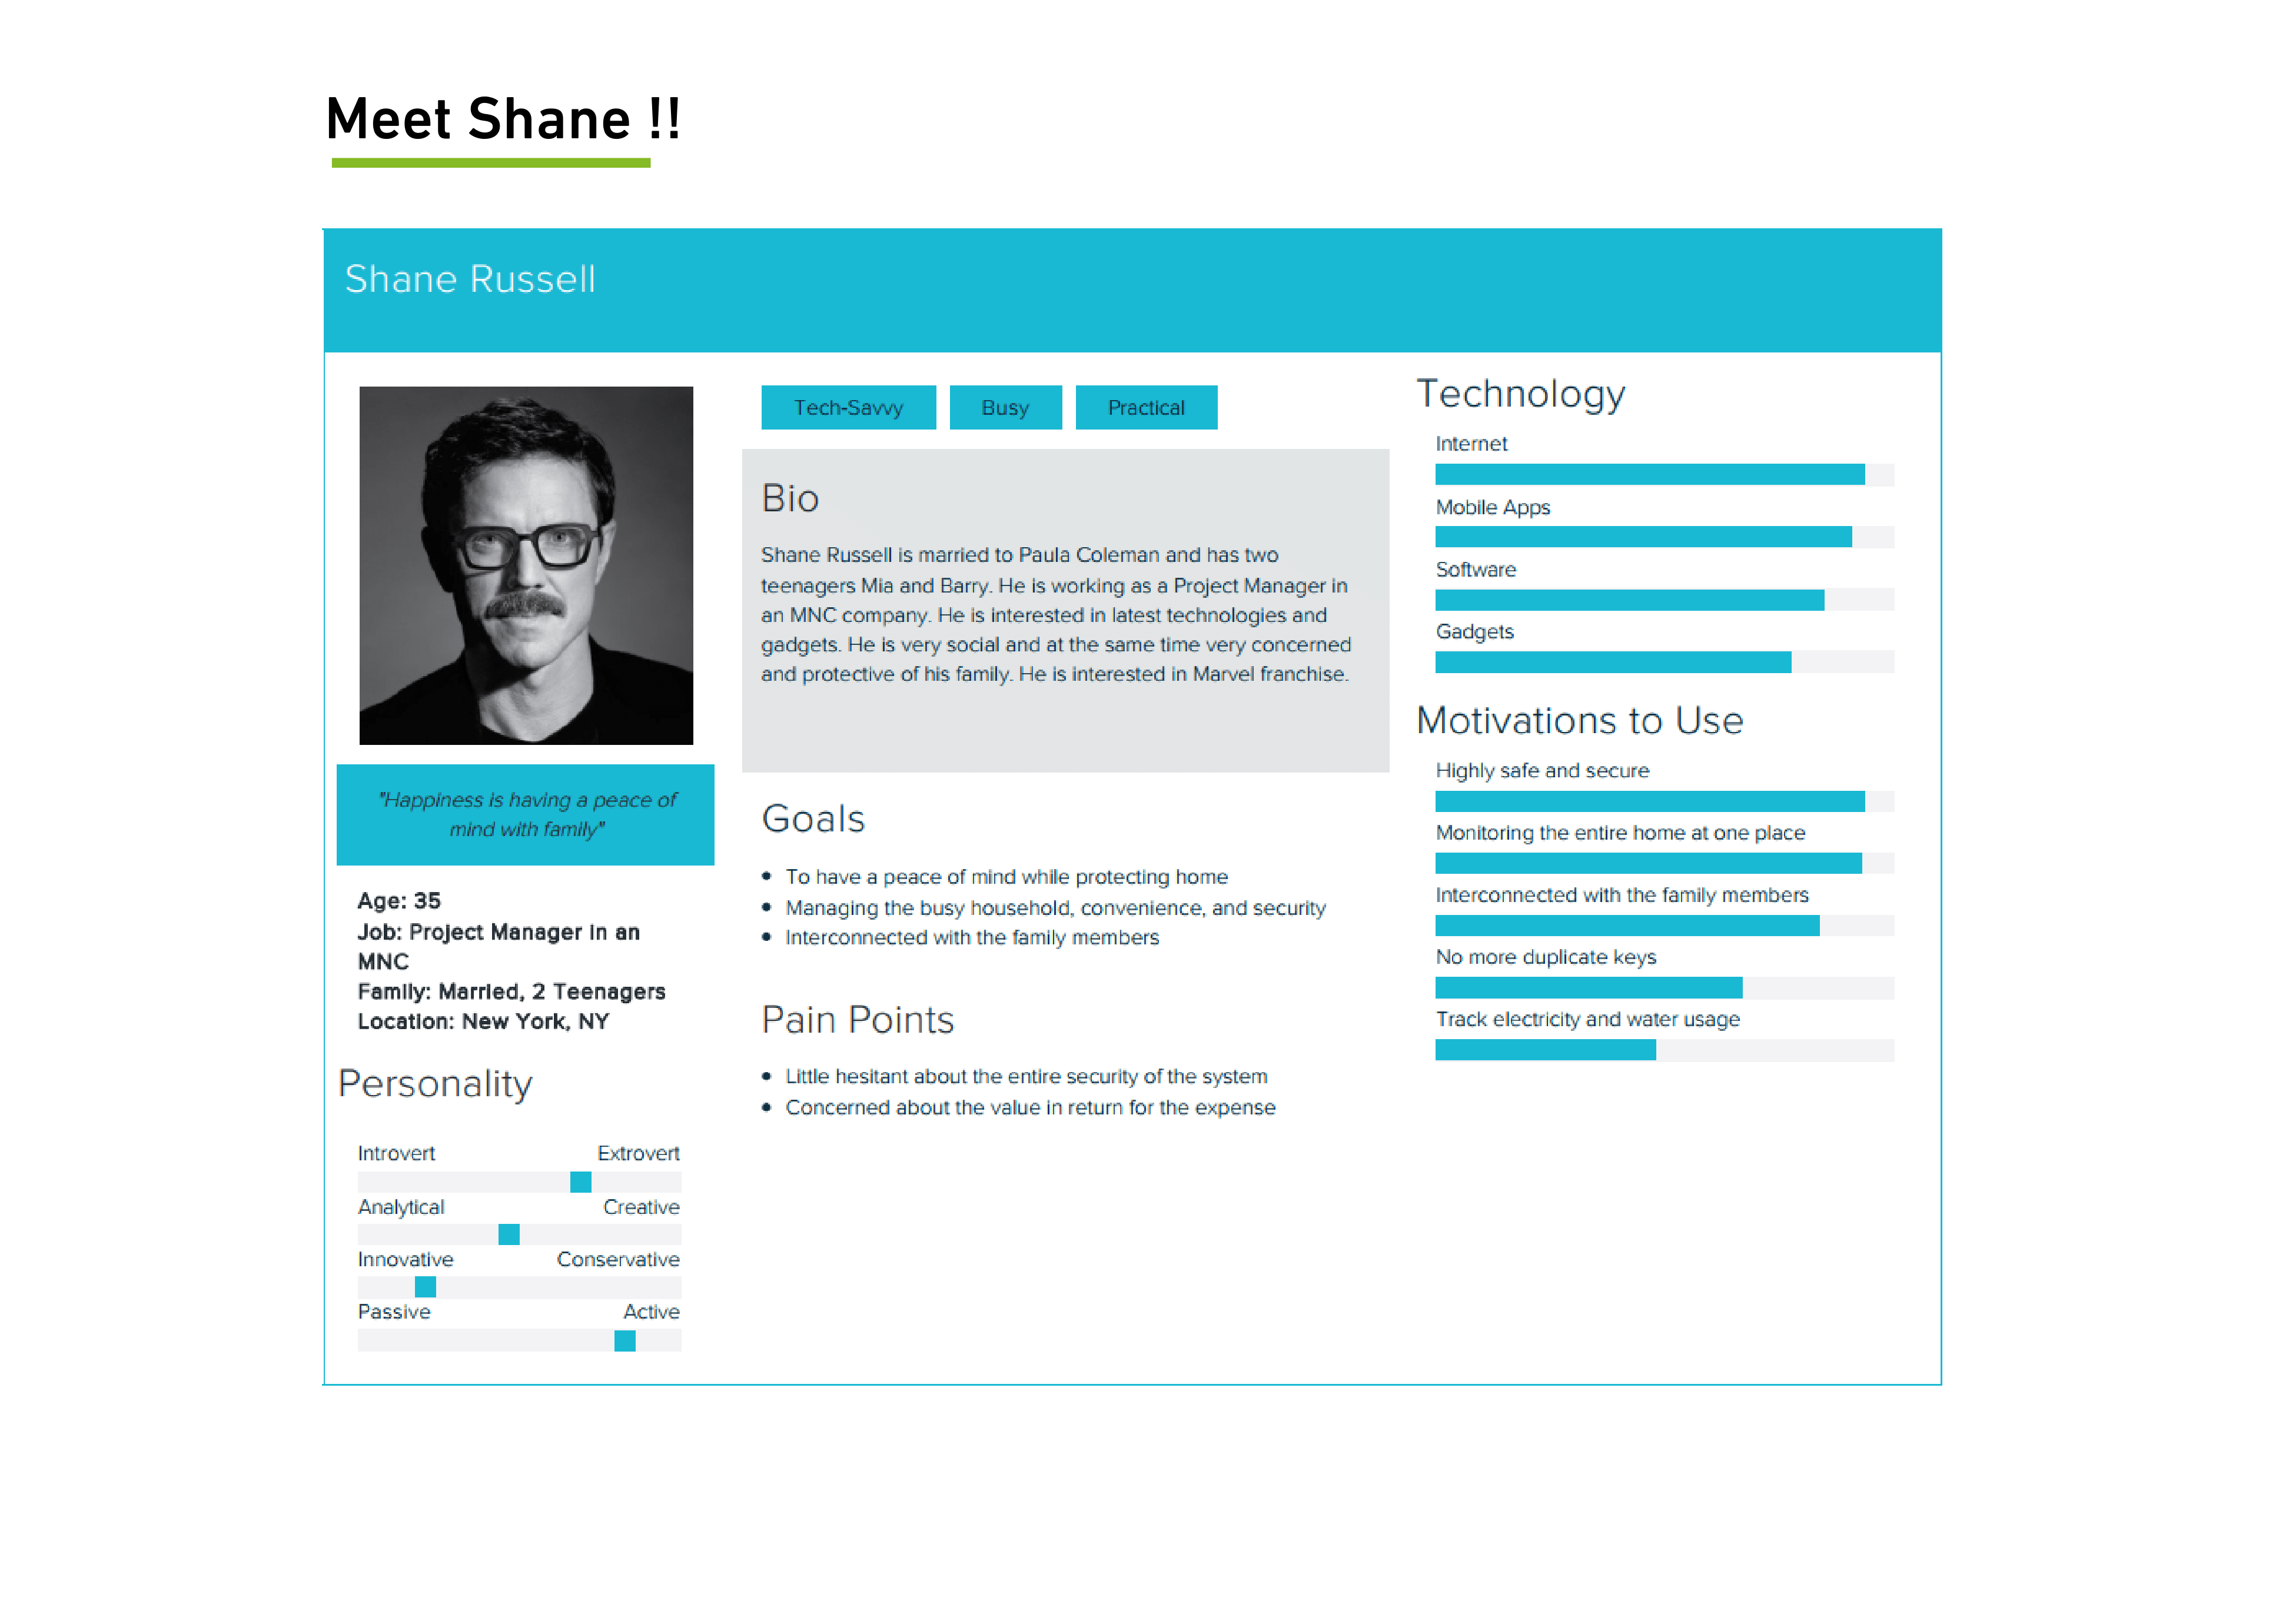 Meet Shane !!
Shane Russell
"Happiness is having a peace of
mind with family"
Age: 35
Job: Project Manager in an
MNC
Family: Married, 2 Teenagers
Location: New York, NY
Personality
Introvert Extrovert
Analytical Creative
Innovative Conservative
Passive Active
Tech-Savvy Busy Practical
Bio
Shane Russell is married to Paula Coleman and has two
teenagers Mia and Barry. He is working as a Project Manager in
an MNC company. He is interested in latest technologies and
gadgets. He is very social and at the same time very concerned
and protective of his family. He is interested in Marvel franchise.
Goals
• To have a peace of mind while protecting home
• Managing the busy household, convenience, and security
• Interconnected with the family members
Pain Points
• Little hesitant about the entire security of the system
• Concerned about the value in return for the expense
Technology
Internet
Mobile Apps
Software
Gadgets
Motivations to Use
Highly safe and secure
Monitoring the entire home at one place
Interconnected with the family members
No more duplicate keys
Track electricity and water usage